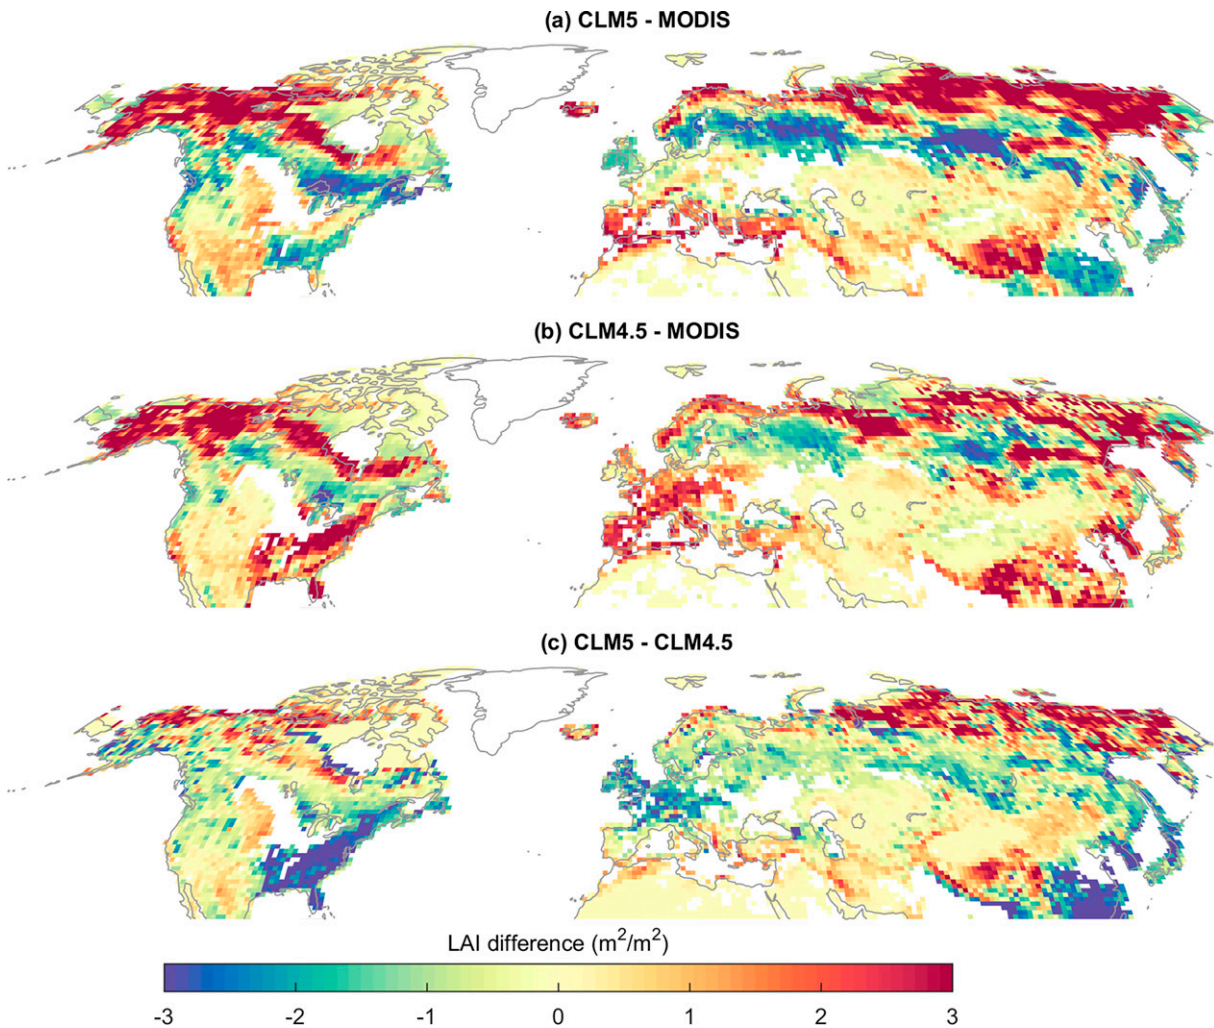 (a) CLM5 - MODIS
(b) CLM4.5 - MODIS
(c) CLM5 - CLM4.5
LAI difference (m²/m²)
-3 -2 -1 0 1 2 3